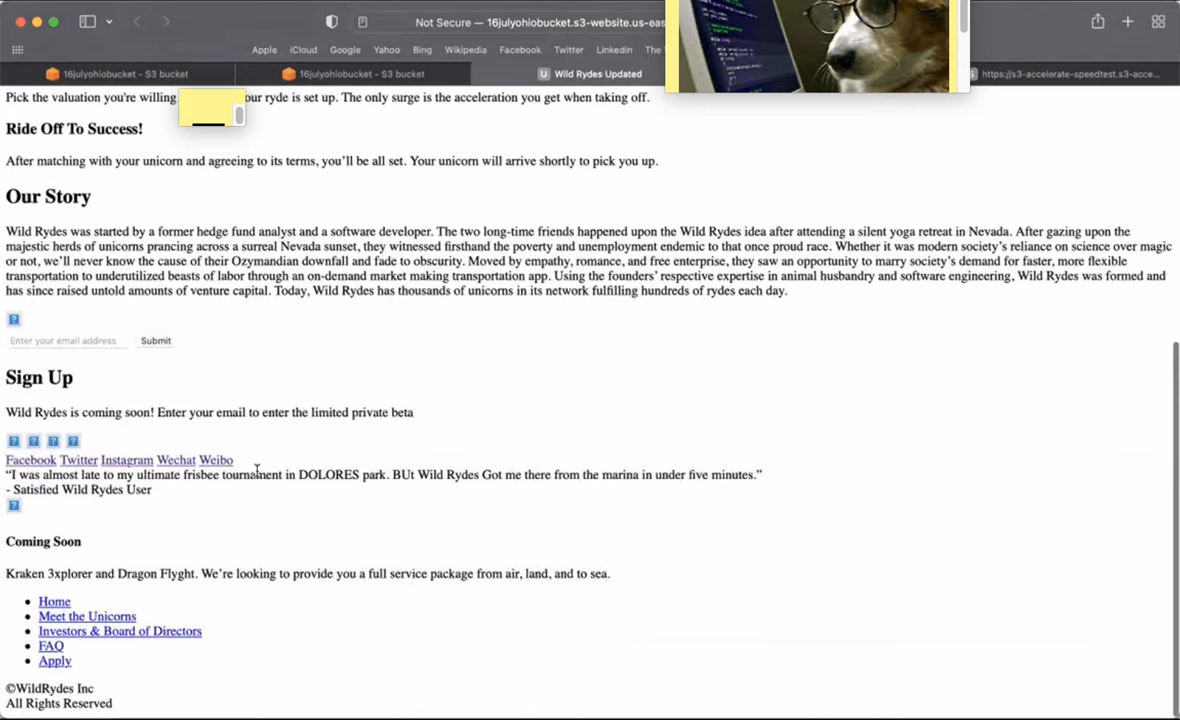 Not Secure — 16julyohiobucket.s3-website.us-eas
Apple iCloud Google Yahoo Bing Wikipedia Facebook Twitter Linkedin The
16julyohiobucket - S3 bucket
16julyohiobucket - S3 bucket
U Wild Rydes Updated
https://s3-accelerate-speedtest.s3-acce...
Pick the valuation you're willing our ryde is set up. The only surge is the acceleration you get when taking off.
Ride Off To Success!
After matching with your unicorn and agreeing to its terms, you'll be all set. Your unicorn will arrive shortly to pick you up.
Our Story
Wild Rydes was started by a former hedge fund analyst and a software developer. The two long-time friends happened upon the Wild Rydes idea after attending a silent yoga retreat in Nevada. After gazing upon the
majestic herds of unicorns prancing across a surreal Nevada sunset, they witnessed firsthand the poverty and unemployment endemic to that once proud race. Whether it was modern society's reliance on science over magic
or not, we'll never know the cause of their Ozymandian downfall and fade to obscurity. Moved by empathy, romance, and free enterprise, they saw an opportunity to marry society's demand for faster, more flexible
transportation to underutilized beasts of labor through an on-demand market making transportation app. Using the founders' respective expertise in animal husbandry and software engineering, Wild Rydes was formed and
has since raised untold amounts of venture capital. Today, Wild Rydes has thousands of unicorns in its network fulfilling hundreds of rydes each day.
Enter your email address Submit
Sign Up
Wild Rydes is coming soon! Enter your email to enter the limited private beta
Facebook Twitter Instagram Wechat Weibo
“I was almost late to my ultimate frisbee tournament in DOLORES park. BUt Wild Rydes Got me there from the marina in under five minutes.”
- Satisfied Wild Rydes User
Coming Soon
Kraken 3xplorer and Dragon Flyght. We're looking to provide you a full service package from air, land, and to sea.
• Home
• Meet the Unicorns
• Investors & Board of Directors
• FAQ
• Apply
©WildRydes Inc
All Rights Reserved